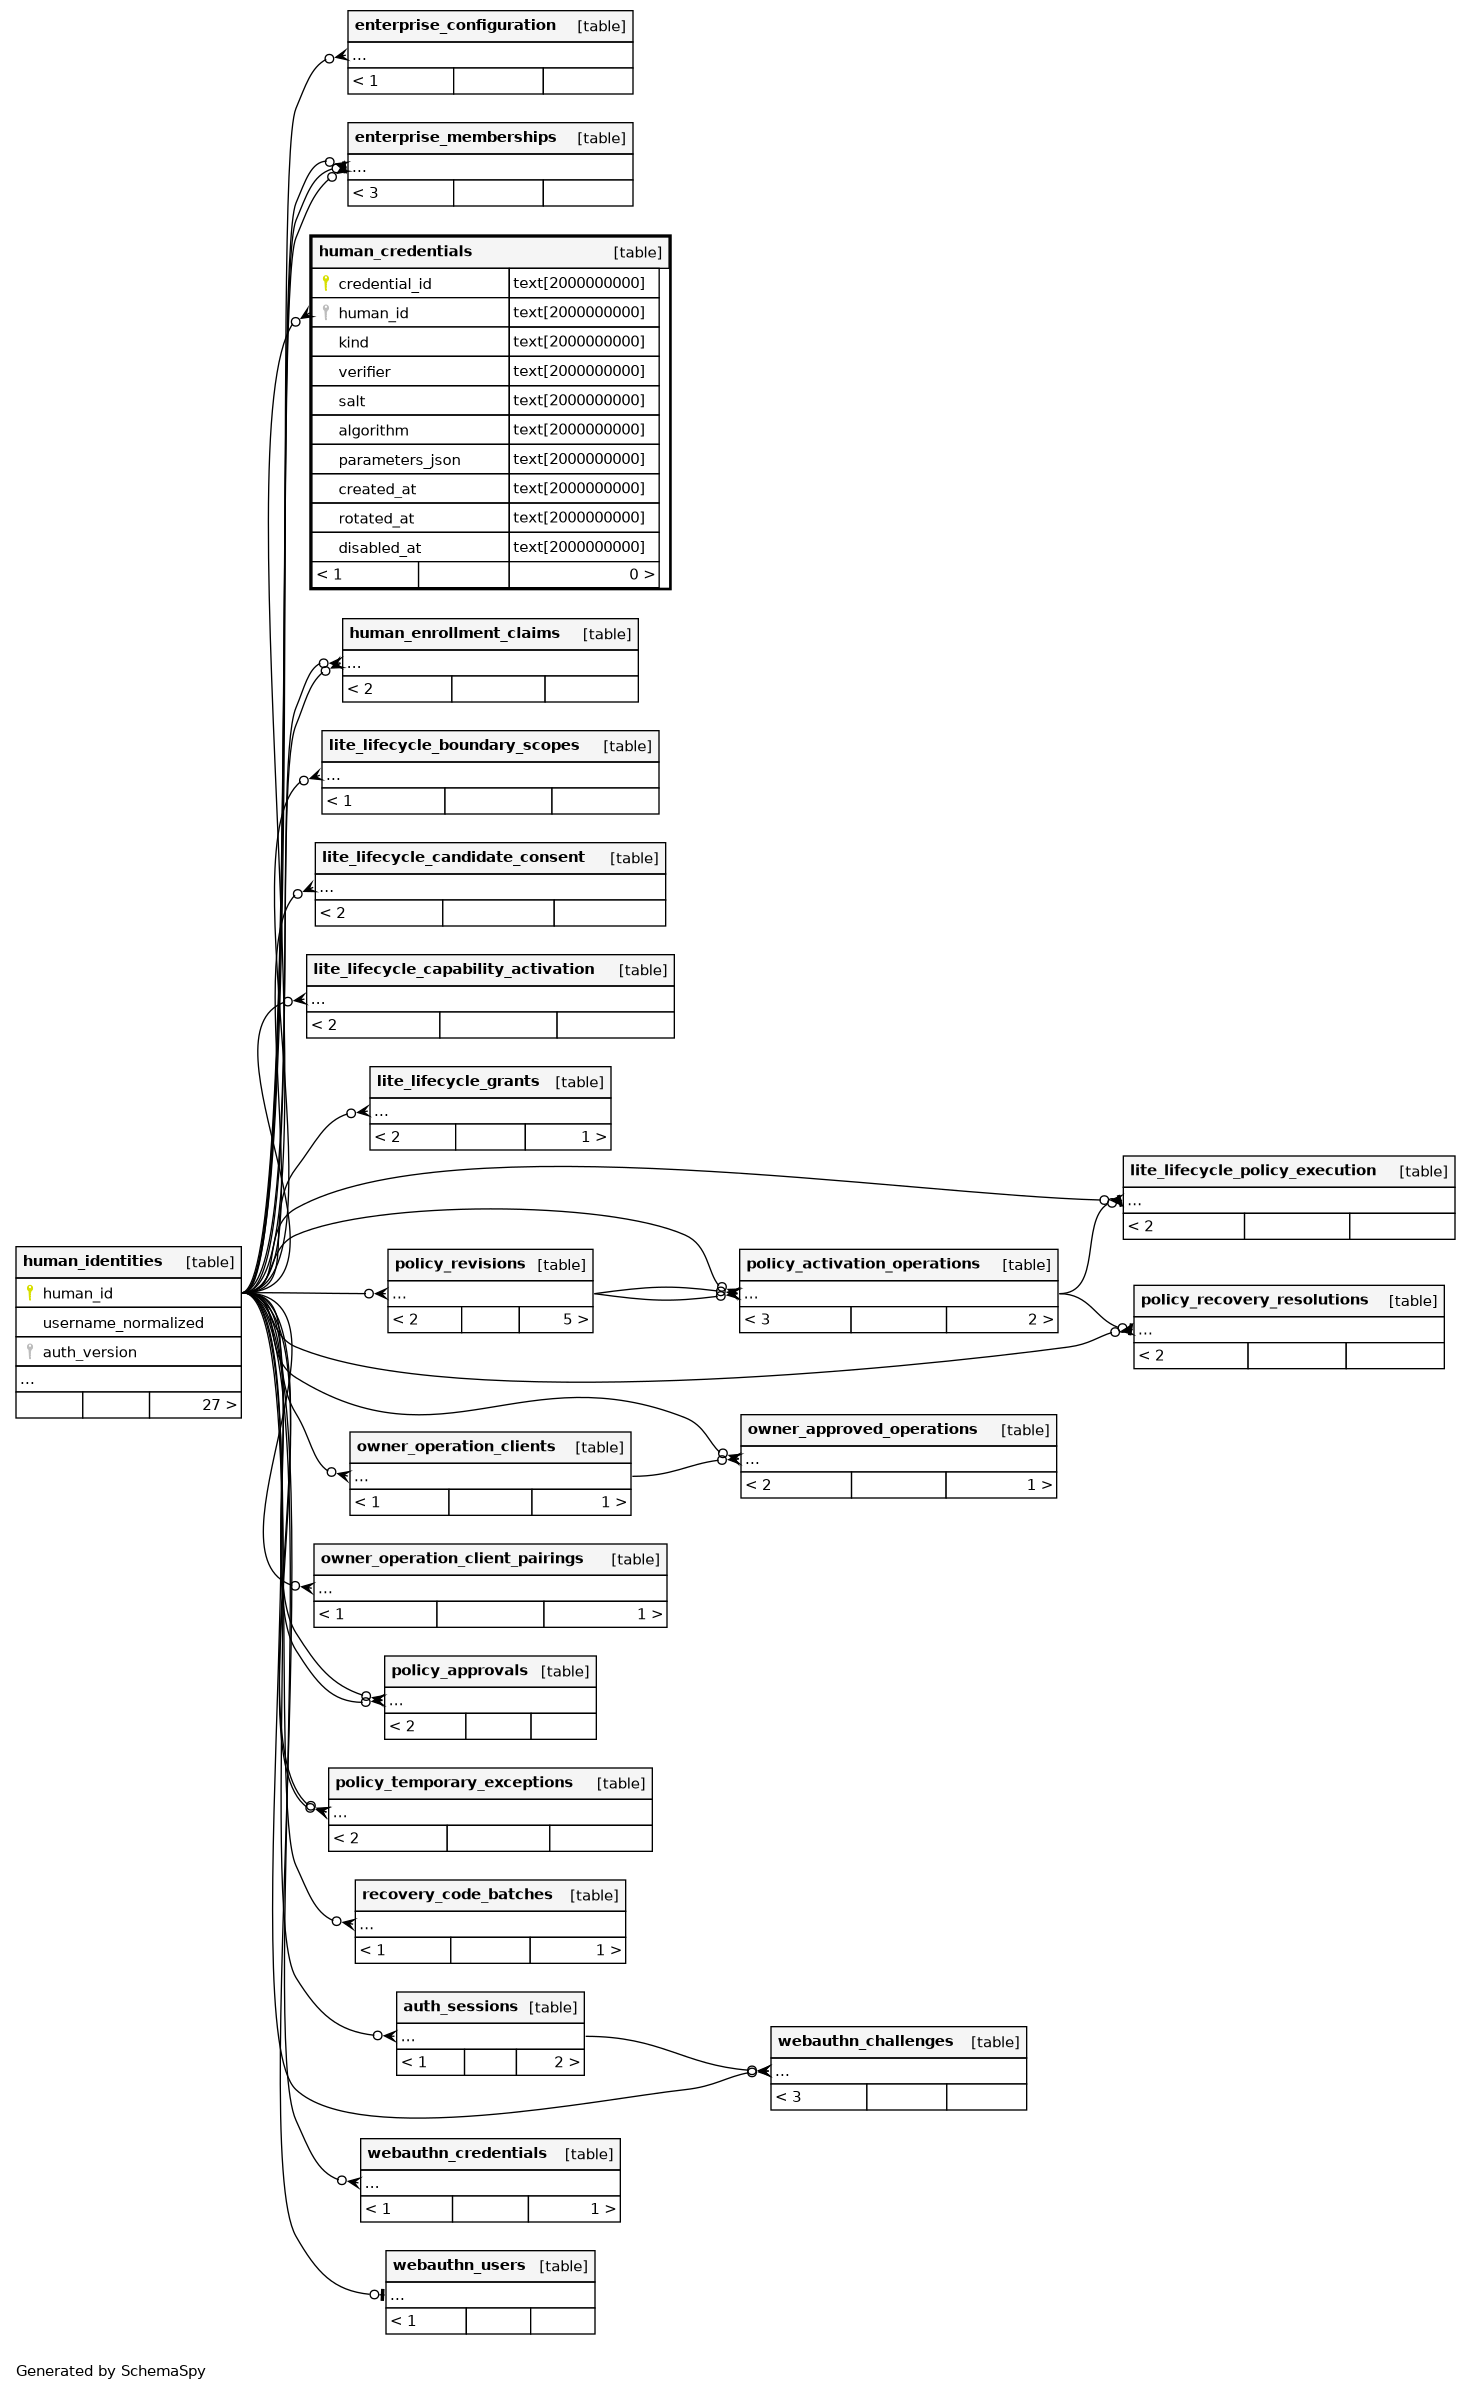 enterprise_configuration [table]
...
< 1
enterprise_memberships [table]
...
< 3
human_credentials [table]
credential_id text[2000000000]
human_id text[2000000000]
kind text[2000000000]
verifier text[2000000000]
salt text[2000000000]
algorithm text[2000000000]
parameters_json text[2000000000]
created_at text[2000000000]
rotated_at text[2000000000]
disabled_at text[2000000000]
< 1 0 >
human_enrollment_claims [table]
...
< 2
lite_lifecycle_boundary_scopes [table]
...
< 1
lite_lifecycle_candidate_consent [table]
...
< 2
lite_lifecycle_capability_activation [table]
...
< 2
lite_lifecycle_grants [table]
...
< 2 1 >
lite_lifecycle_policy_execution [table]
...
< 2
human_identities [table]
human_id
username_normalized
auth_version
...
27 >
policy_revisions [table]
...
< 2 5 >
policy_activation_operations [table]
...
< 3 2 >
policy_recovery_resolutions [table]
...
< 2
owner_approved_operations [table]
...
< 2 1 >
owner_operation_clients [table]
...
< 1 1 >
owner_operation_client_pairings [table]
...
< 1 1 >
policy_approvals [table]
...
< 2
policy_temporary_exceptions [table]
...
< 2
recovery_code_batches [table]
...
< 1 1 >
auth_sessions [table]
...
< 1 2 >
webauthn_challenges [table]
...
< 3
webauthn_credentials [table]
...
< 1 1 >
webauthn_users [table]
...
< 1
Generated by SchemaSpy